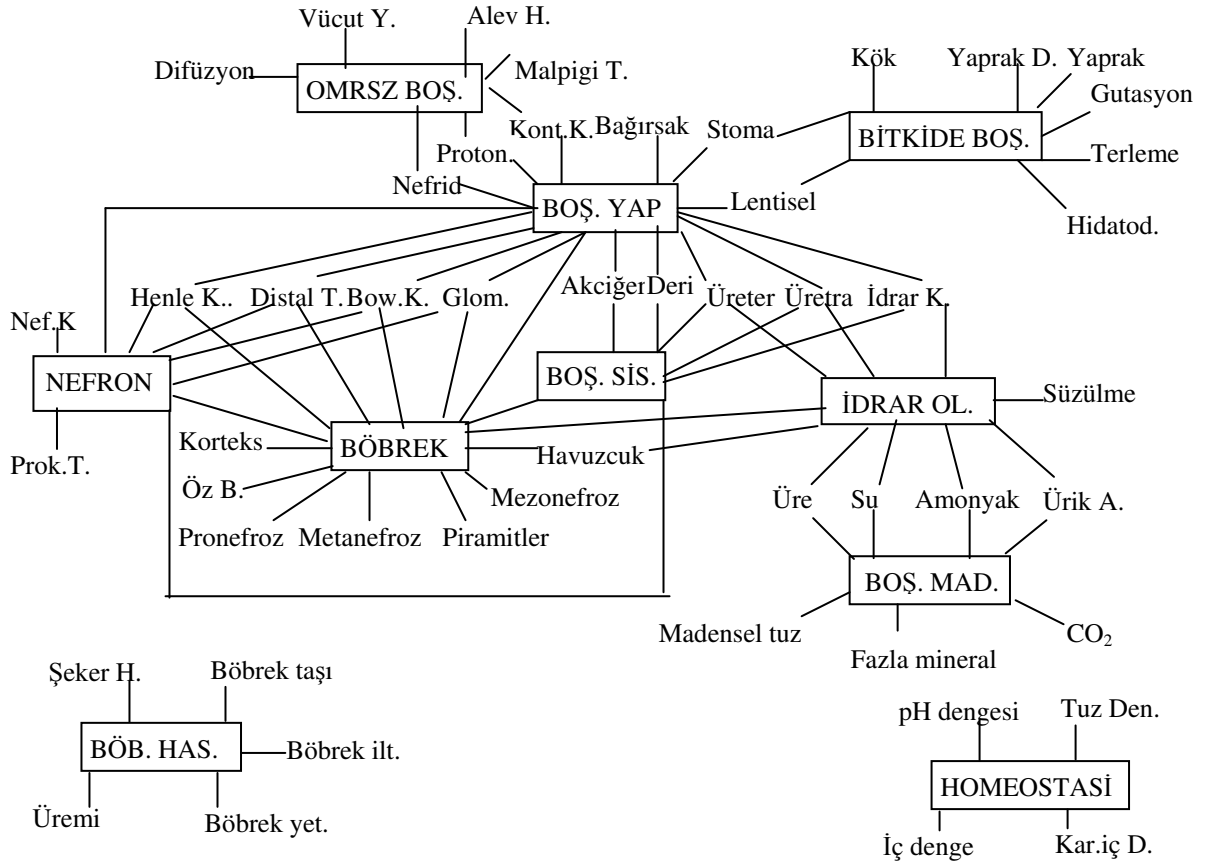 Vücut Y.
Alev H.
Difüzyon
Malpigi T.
OMRSZ BOŞ.
Kök
Yaprak D.
Yaprak
Gutasyon
Kont.K.
Bağırsak
Stoma
BİTKİDE BOŞ.
Proton.
Terleme
Nefrid
BOŞ. YAP
Lentisel
Hidatod.
Henle K..
Distal T.
Bow.K.
Glom.
Akciğer
Deri
Üreter
Üretra
İdrar K.
Nef.K
NEFRON
BOŞ. SİS.
İDRAR OL.
Süzülme
Korteks
BÖBREK
Havuzcuk
Prok.T.
Öz B.
Mezonefroz
Üre
Su
Amonyak
Ürik A.
Pronefroz
Metanefroz
Piramitler
BOŞ. MAD.
Madensel tuz
CO₂
Fazla mineral
Şeker H.
Böbrek taşı
pH dengesi
Tuz Den.
BÖB. HAS.
Böbrek ilt.
HOMEOSTASİ
Üremi
Böbrek yet.
İç denge
Kar.iç D.